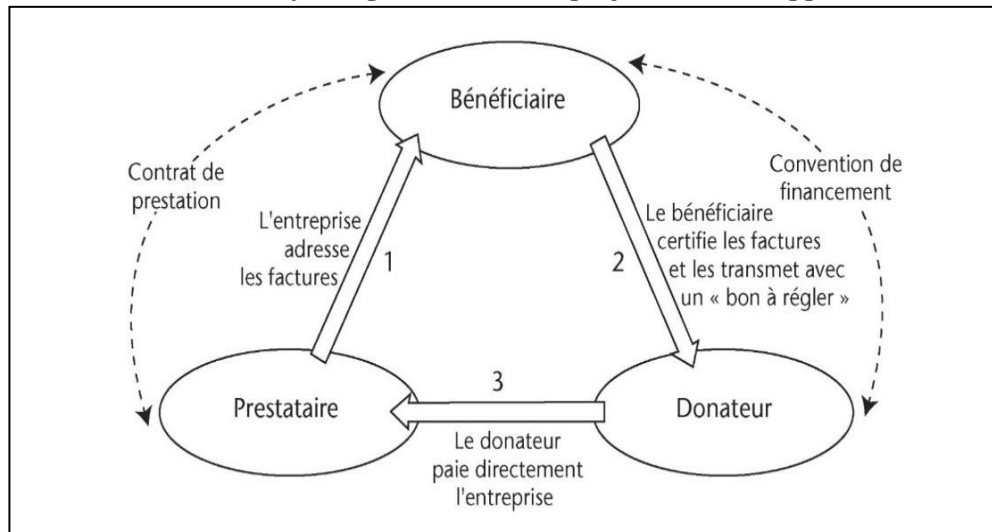 Bénéficiaire
Contrat de
prestation
Convention de
financement
L'entreprise
adresse
les factures
1
2
Le bénéficiaire
certifie les factures
et les transmet avec
un « bon à régler »
Prestataire
3
Donateur
Le donateur
paie directement
l'entreprise